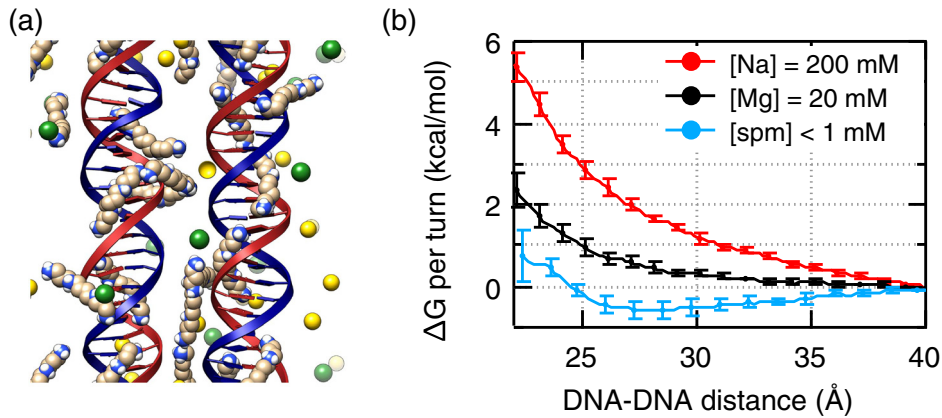 (a)
(b)
ΔG per turn (kcal/mol)
6
4
2
0
[Na] = 200 mM
[Mg] = 20 mM
[spm] < 1 mM
25
30
35
40
DNA-DNA distance (Å)